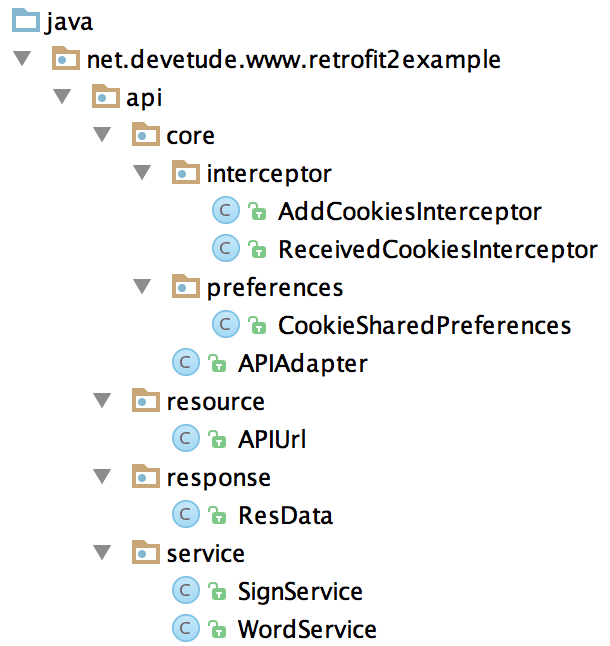 java
net.devetude.www.retrofit2example
api
core
interceptor
C T AddCookiesInterceptor
C T ReceivedCookiesInterceptor
preferences
C T CookieSharedPreferences
C T APIAdapter
resource
C T APIUrl
response
C T ResData
service
C T SignService
C T WordService